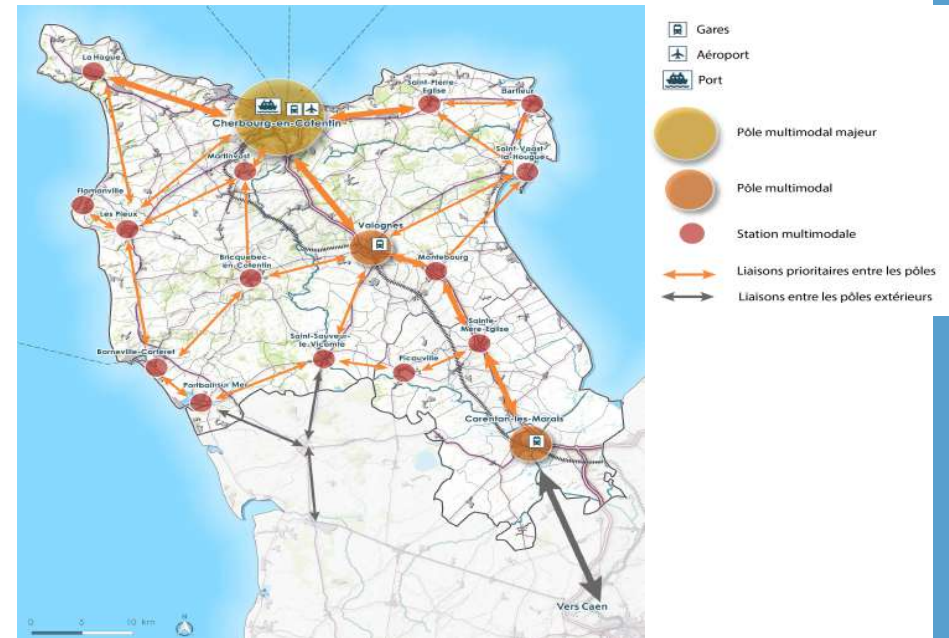 La Hague
Cherbourg-en-Cotentin
Saint-Pierre-
Eglise
Barfleur
Martinvast
Saint-Vaast-
la-Hougue
Flamanville
Les Pieux
Valognes
Bricquebec-
en-Cotentin
Montebourg
Sainte-
Mère-Eglise
Saint-Sauveur-
le-Vicomte
Picauville
Barneville-Carteret
Portbail sur Mer
Carentan-les-Marais
Vers Caen
0 5 10 km
Gares
Aéroport
Port
Pôle multimodal majeur
Pôle multimodal
Station multimodale
Liaisons prioritaires entre les pôles
Liaisons entre les pôles extérieurs